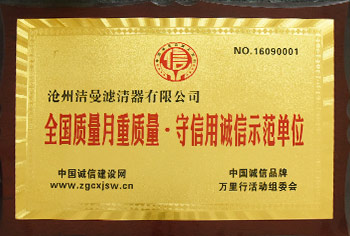 信
NO.16090001
沧州洁曼滤清器有限公司
全国质量月重质量·守信用诚信示范单位
中国诚信建设网
www.zgcxjsw.cn
中国诚信品牌
万里行活动组委会